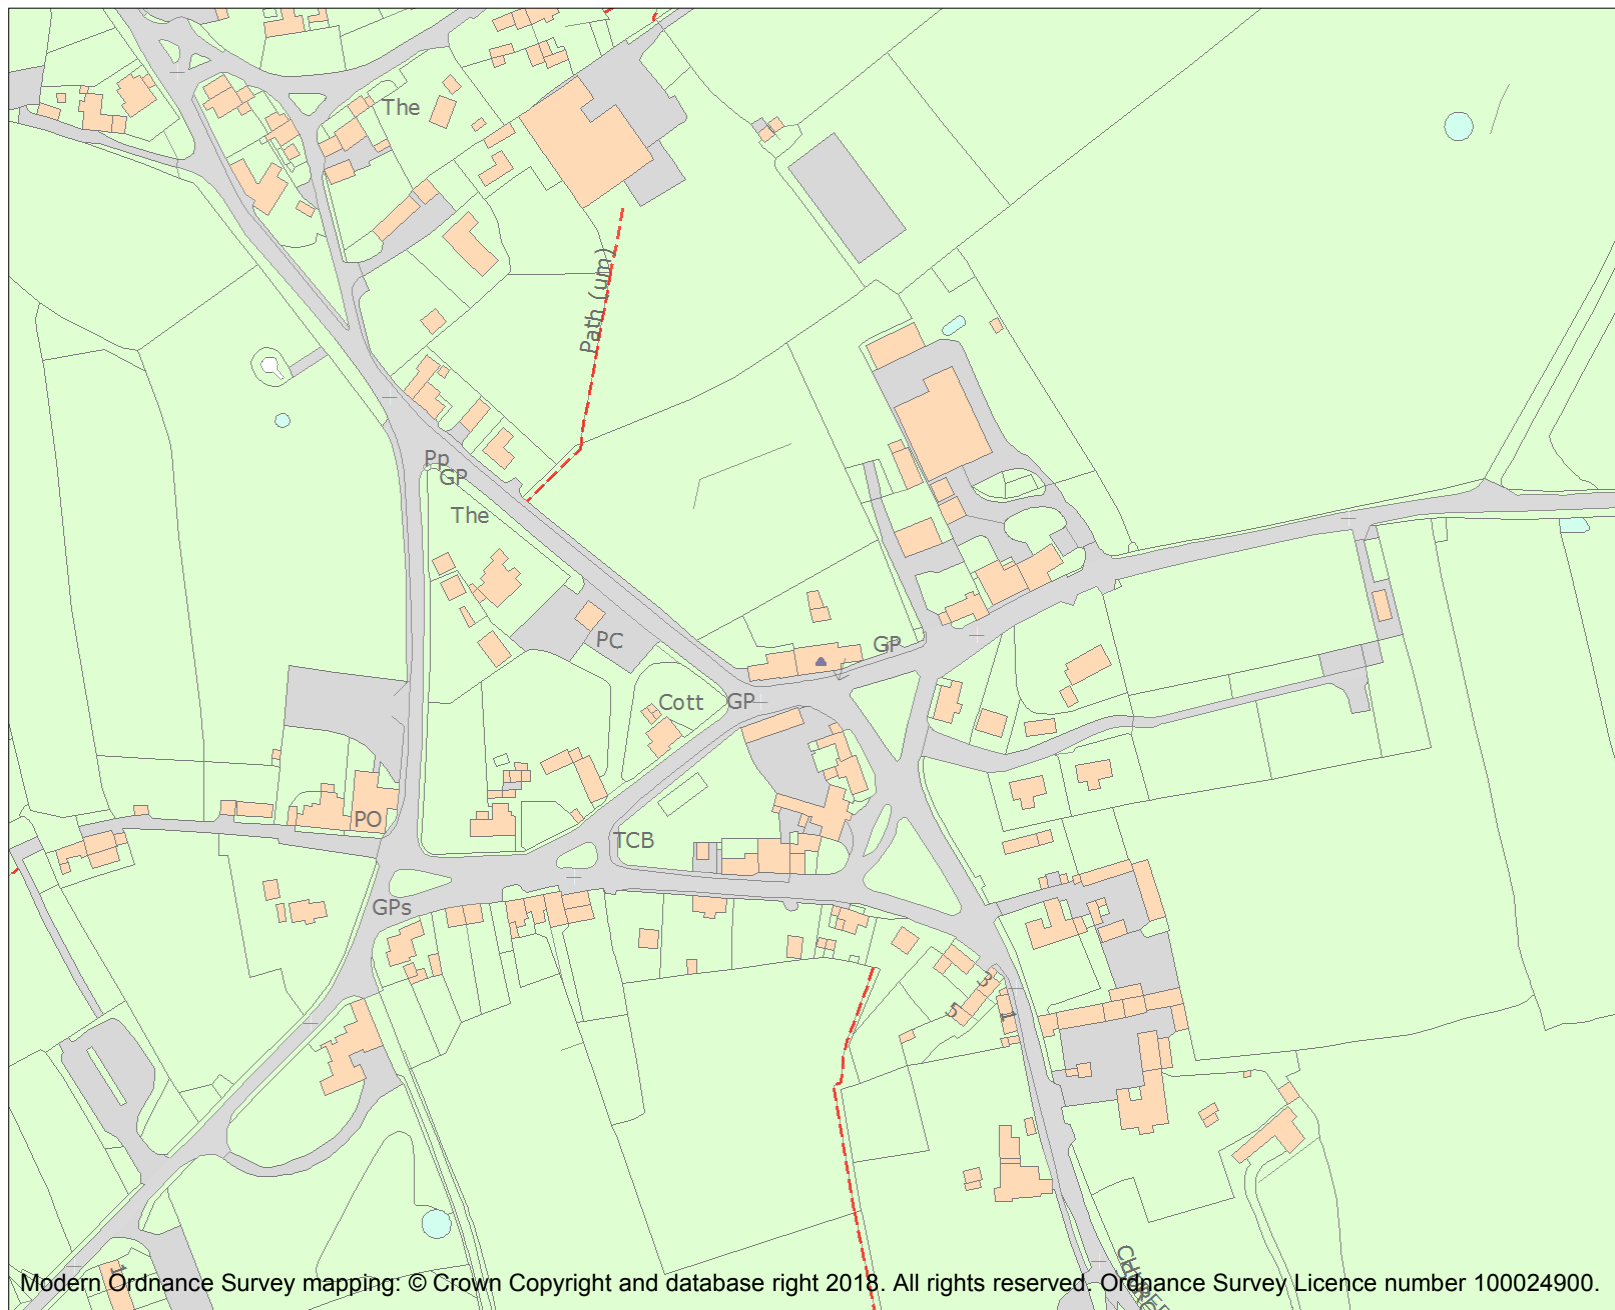 The
Path (um)
Pp
GP
The
PC
GP
Cott
GP
PO
TCB
GPs
3
5
1
1
Modern Ordnance Survey mapping: © Crown Copyright and database right 2018. All rights reserved. Ordnance Survey Licence number 100024900.